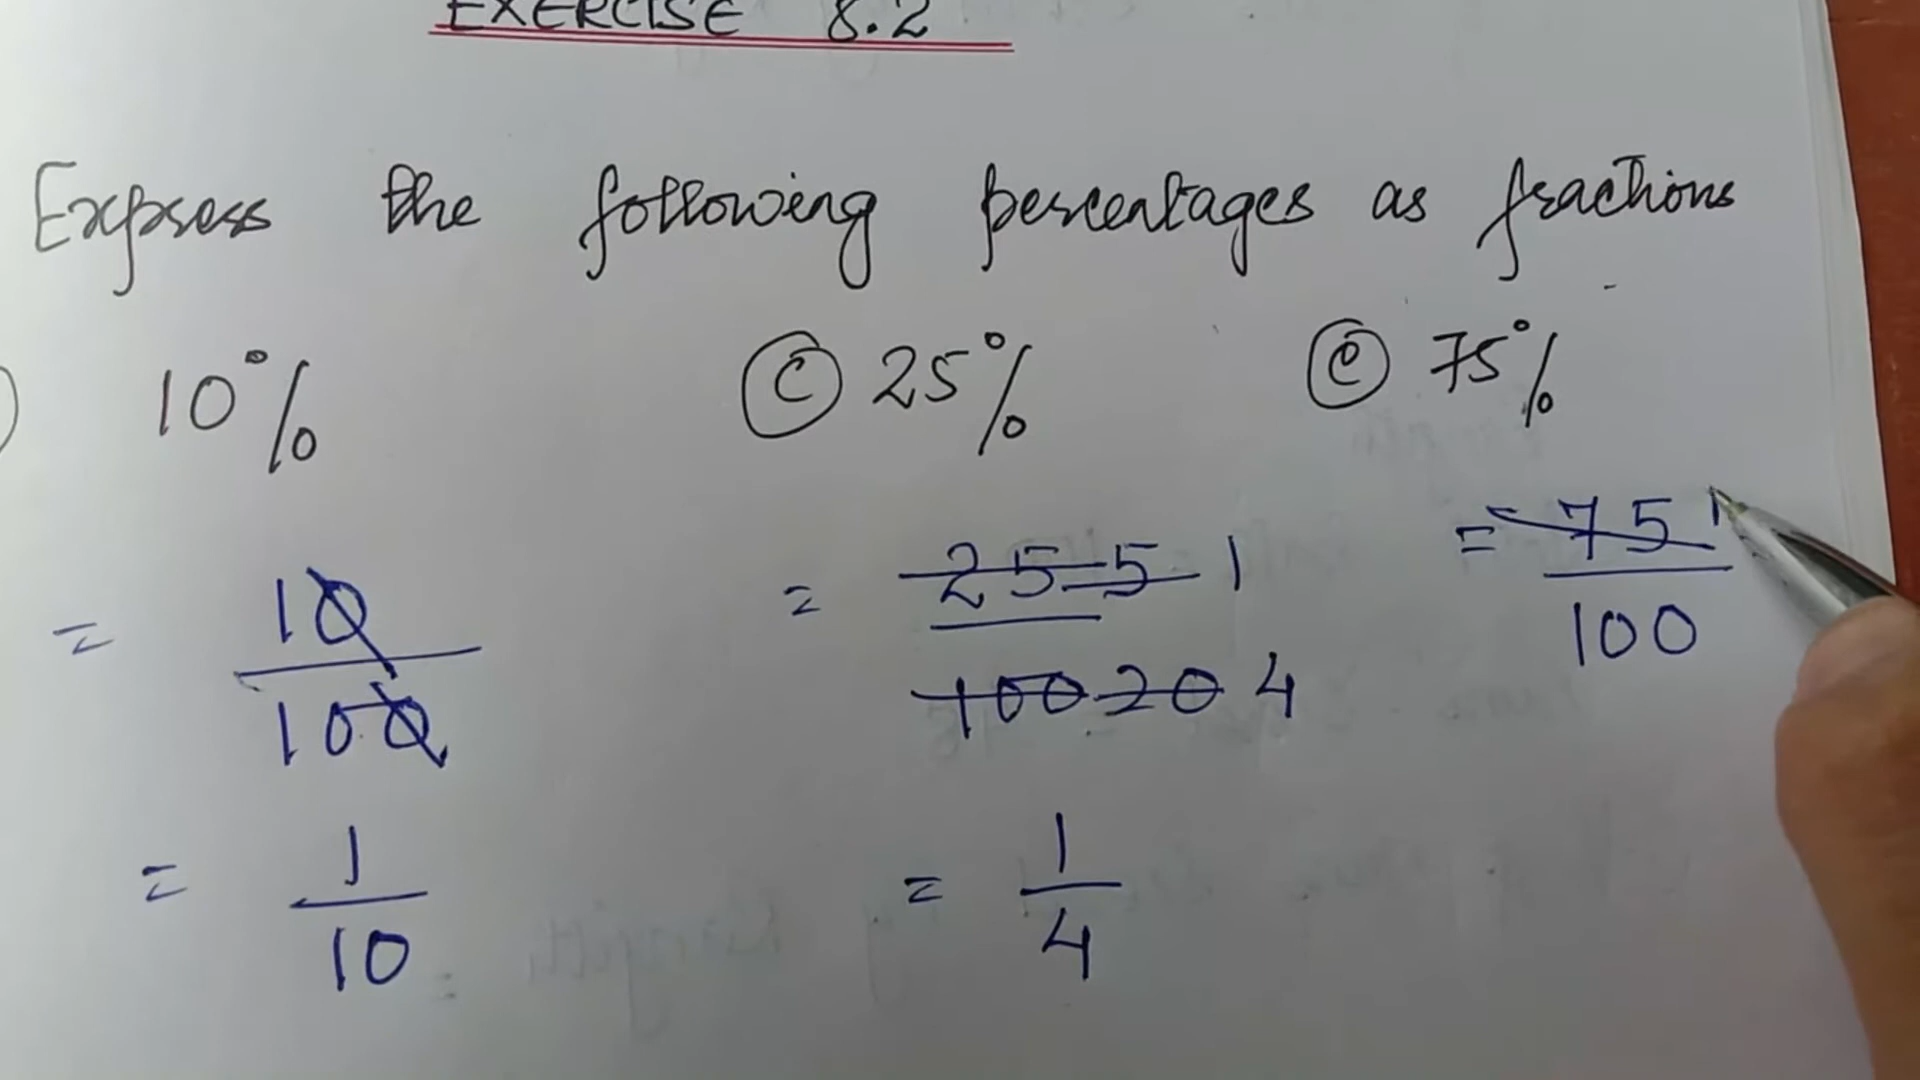 EXERCISE 8.2
Express the following percentages as fractions
10% (c) 25% (e) 75%
= 10/100 = 25 5 1/100 20 4 = 75 1/100
= 1/10 = 1/4